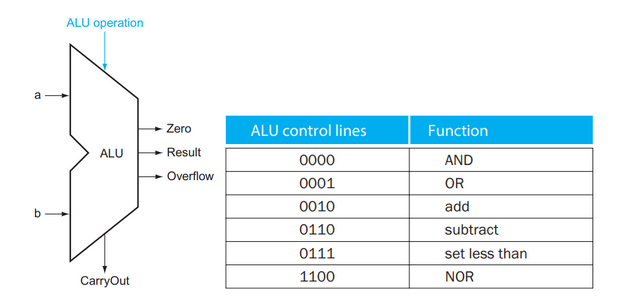 ALU operation
a
ALU
b
Zero
Result
Overflow
CarryOut
ALU control lines Function
0000 AND
0001 OR
0010 add
0110 subtract
0111 set less than
1100 NOR